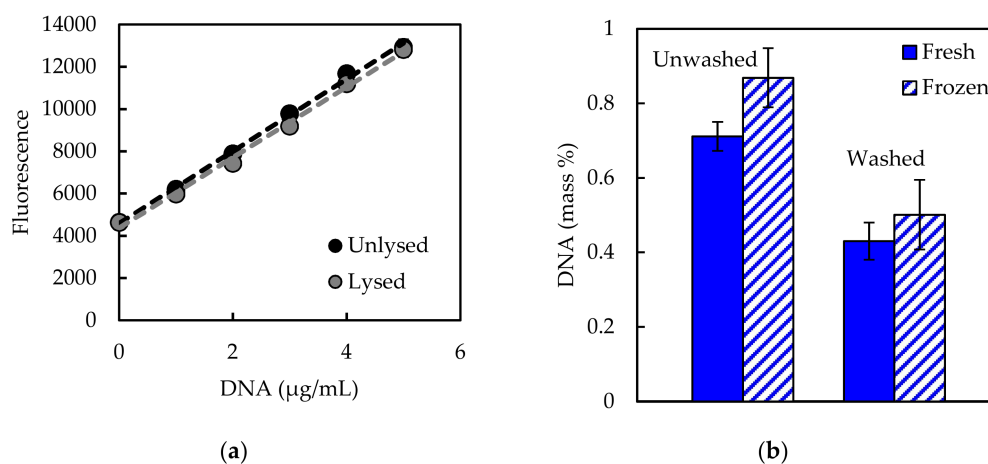 14000
12000
10000
8000
6000
4000
2000
0
Fluorescence
Unlysed
Lysed
0 2 4 6
DNA (µg/mL)
(a)
1
0.8
0.6
0.4
0.2
0
DNA (mass %)
Unwashed
Fresh
Frozen
Washed
(b)